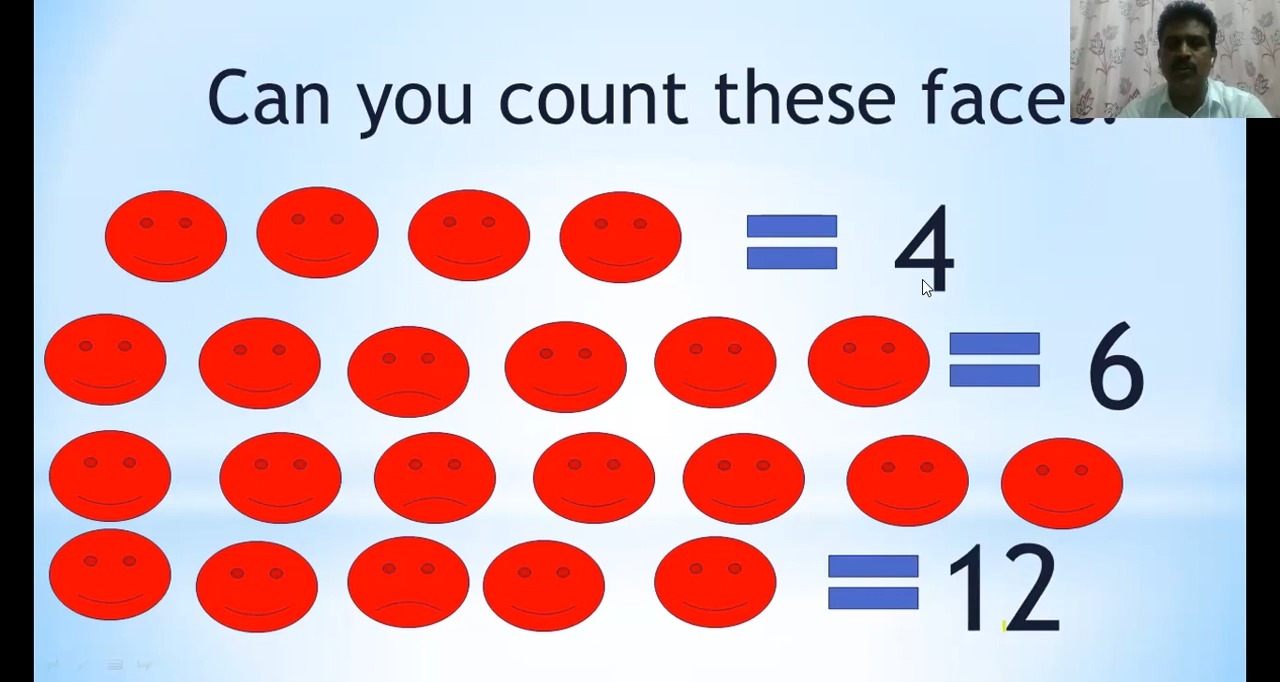 Can you count these faces.
= 4
= 6
= 12